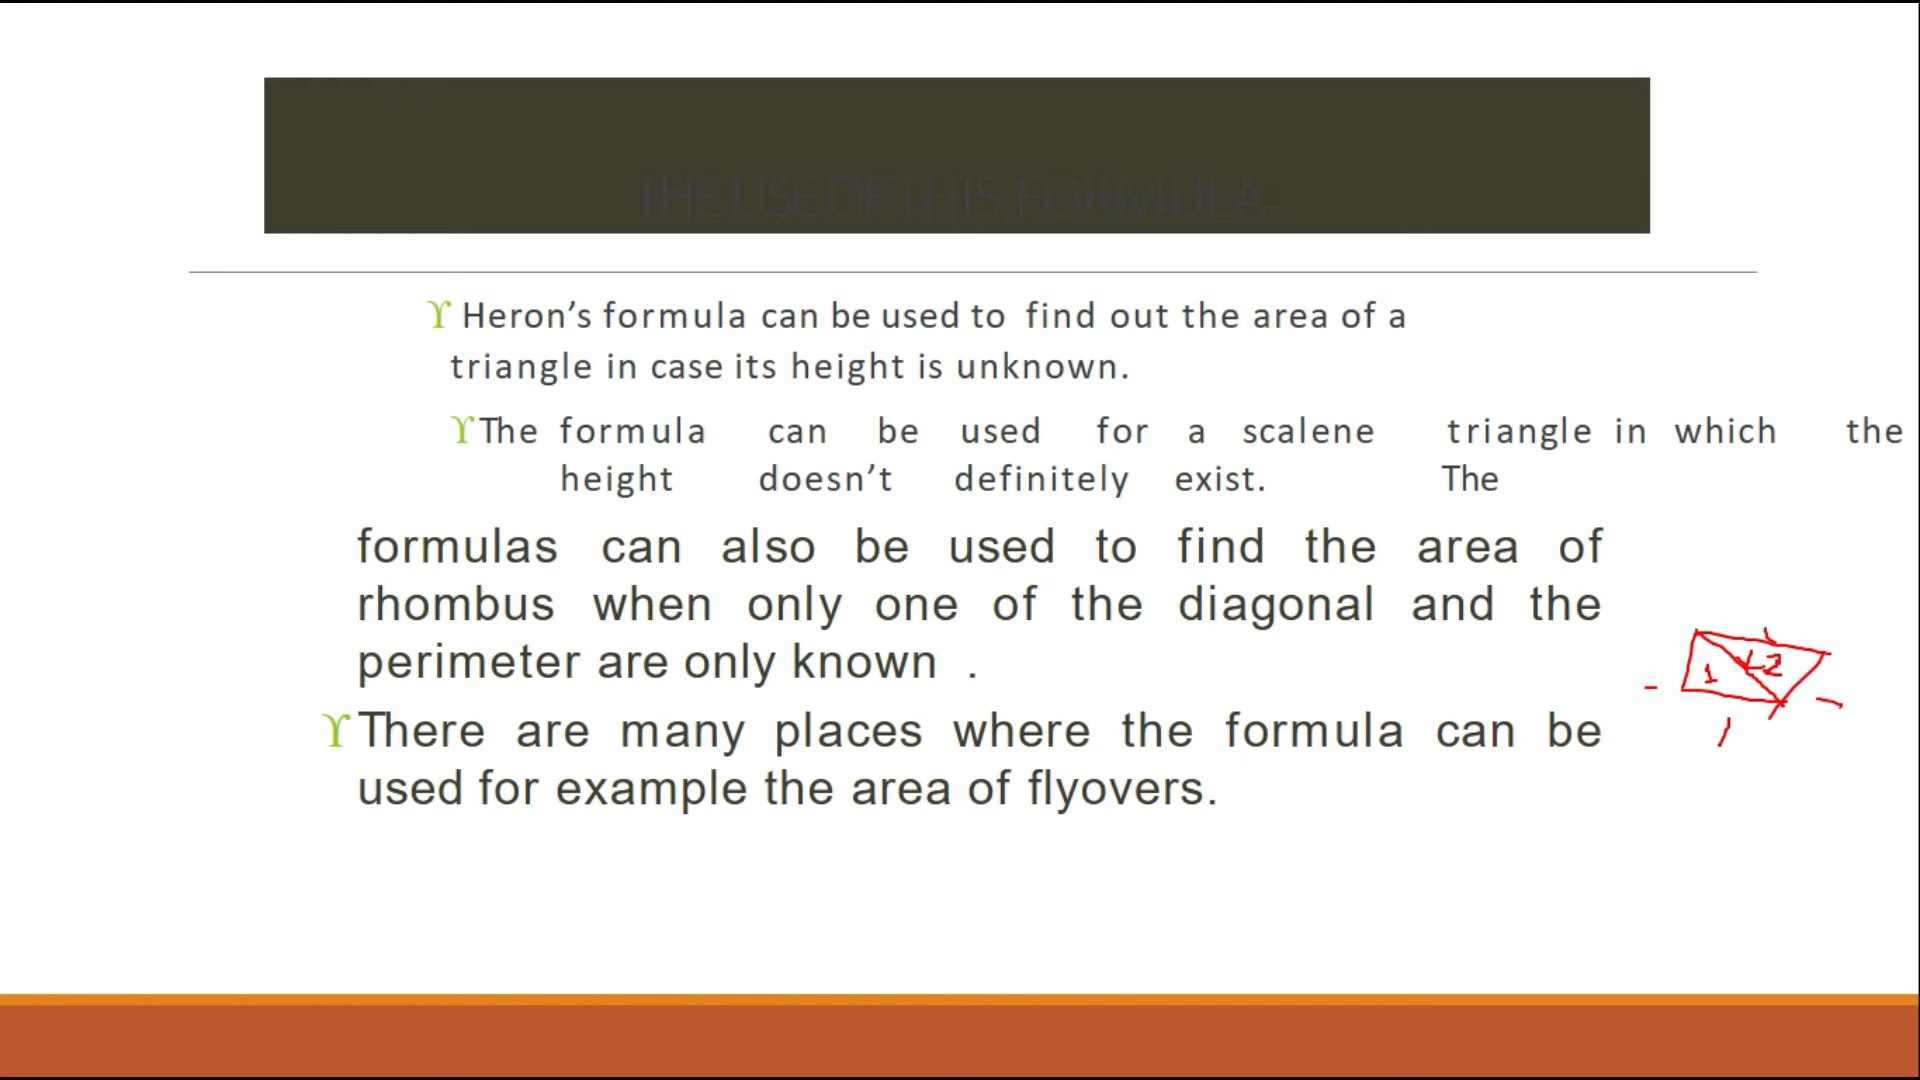 THE USE OF THIS FORMULA:
Heron’s formula can be used to find out the area of a
triangle in case its height is unknown.
The formula can be used for a scalene triangle in which the
height doesn’t definitely exist. The
formulas can also be used to find the area of
rhombus when only one of the diagonal and the
perimeter are only known .
There are many places where the formula can be
used for example the area of flyovers.
1 2